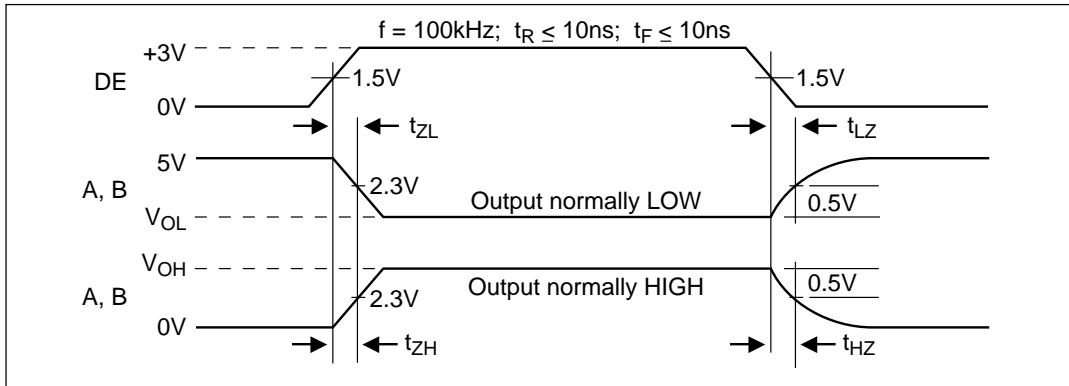 f = 100kHz; tR ≤ 10ns; tF ≤ 10ns
+3V
DE
1.5V
1.5V
0V
tZL
tLZ
5V
A, B
2.3V
Output normally LOW
0.5V
VOL
VOH
0.5V
A, B
2.3V
Output normally HIGH
0V
tZH
tHZ